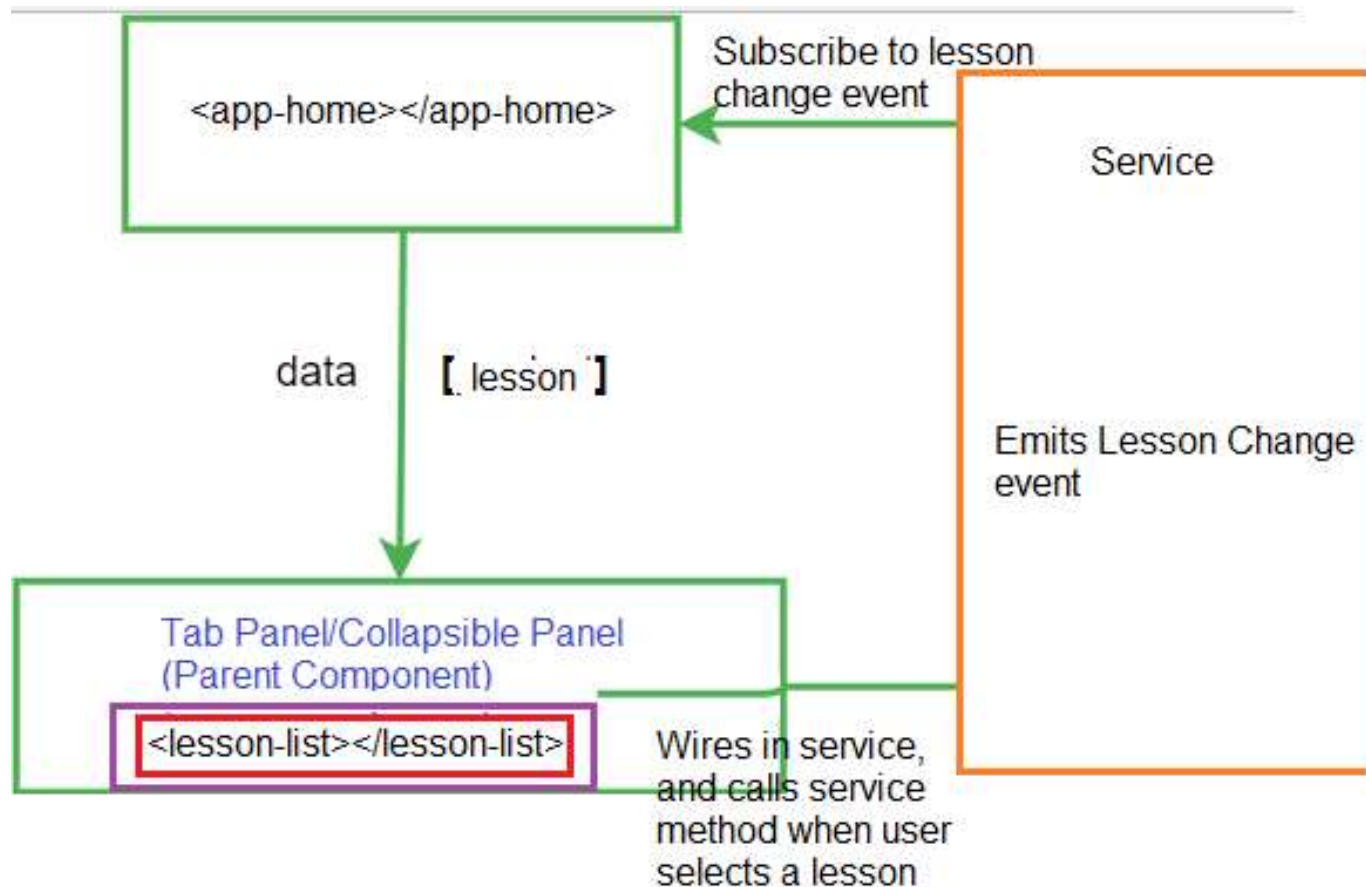 <app-home></app-home>
Subscribe to lesson
change event
Service
data
[ lesson ]
Emits Lesson Change
event
Tab Panel/Collapsible Panel
(Parent Component)
<lesson-list></lesson-list>
Wires in service,
and calls service
method when user
selects a lesson